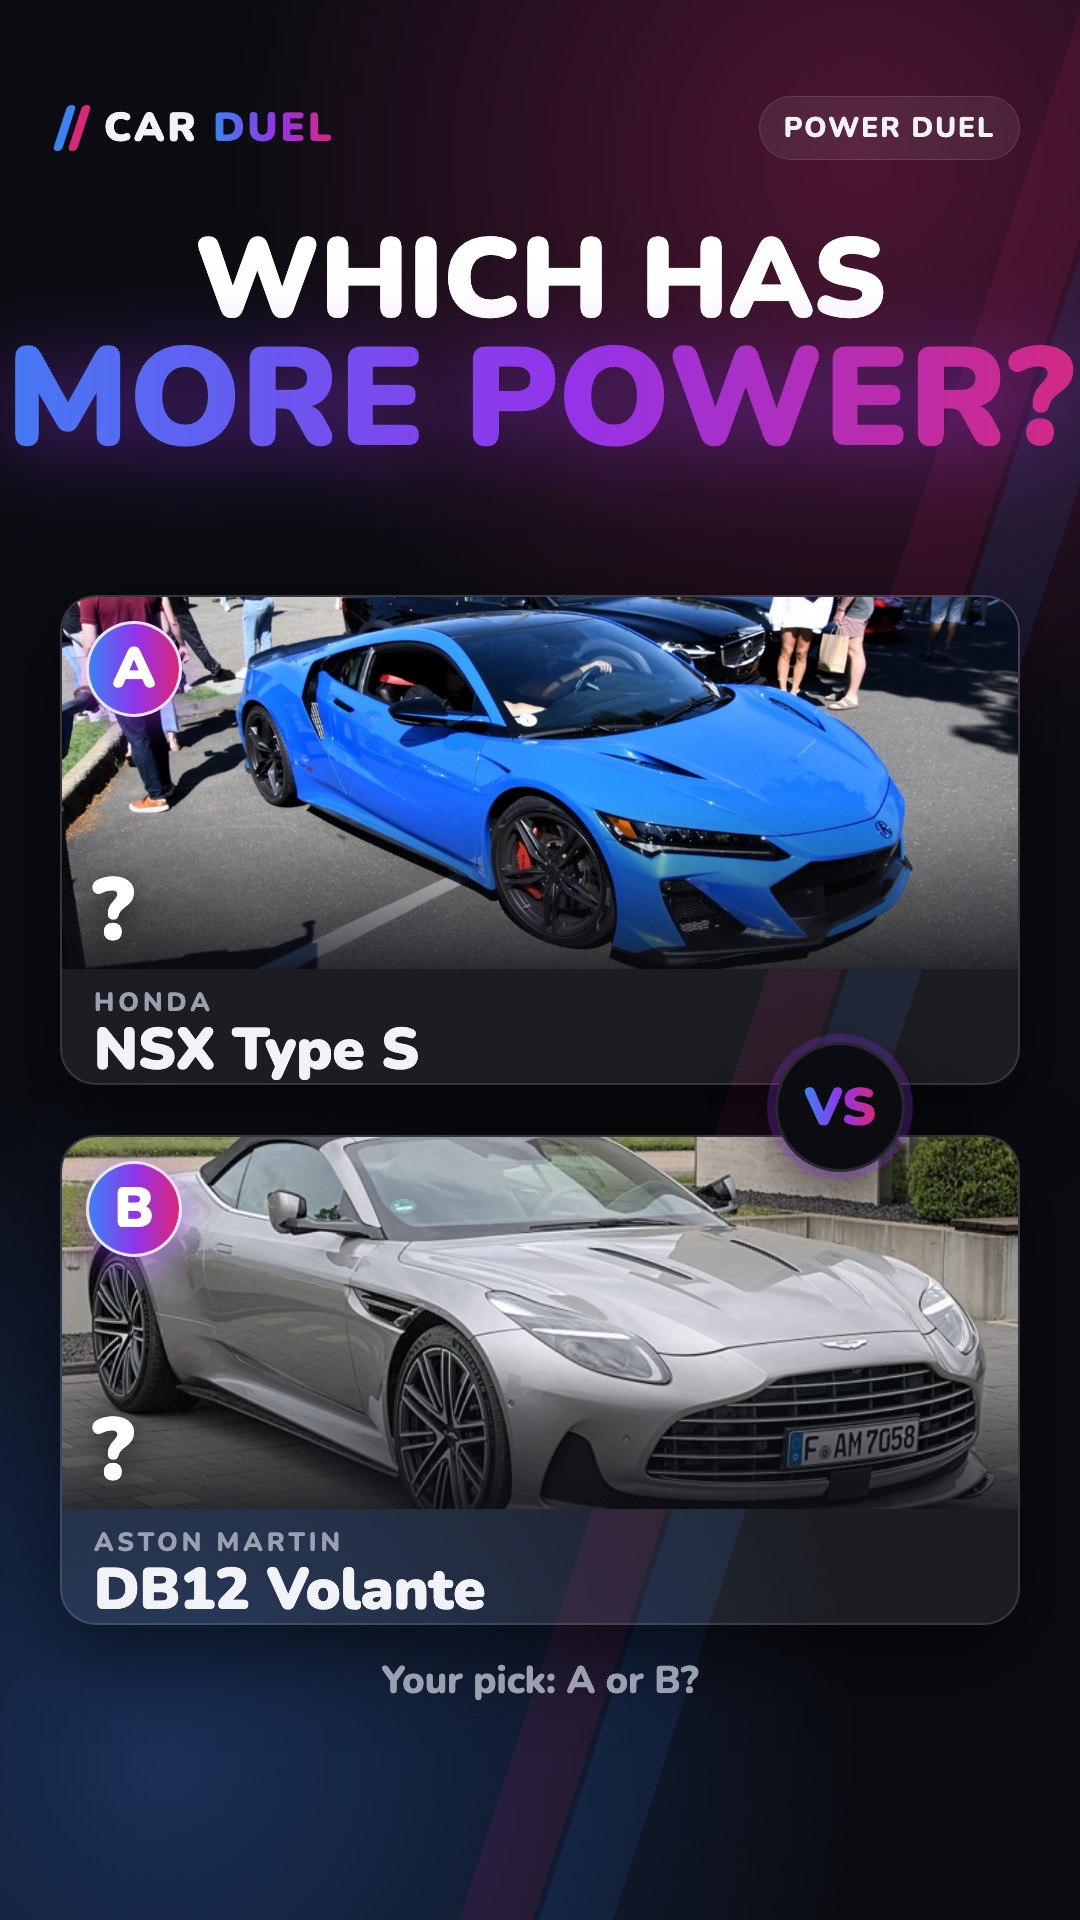 CAR DUEL
POWER DUEL
WHICH HAS
MORE POWER?
A
?
HONDA
NSX Type S
VS
B
F AM 7058
?
ASTON MARTIN
DB12 Volante
Your pick: A or B?